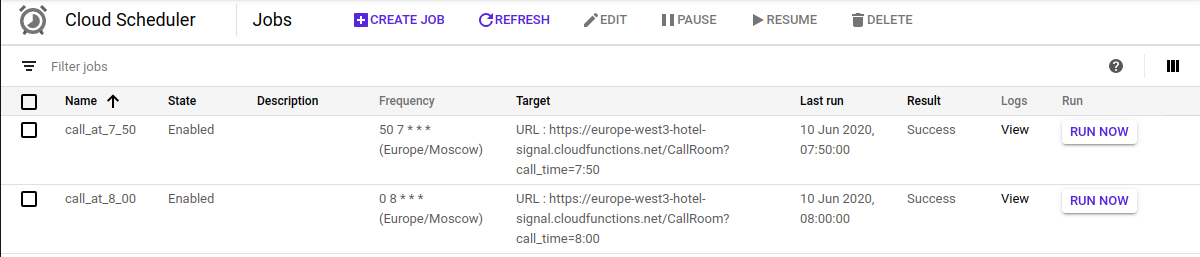 Cloud Scheduler Jobs CREATE JOB REFRESH EDIT PAUSE RESUME DELETE
Filter jobs
Name State Description Frequency Target Last run Result Logs Run
call_at_7_50 Enabled 50 7 * * * URL : https://europe-west3-hotel- 10 Jun 2020, Success View RUN NOW
(Europe/Moscow) signal.cloudfunctions.net/CallRoom? 07:50:00
call_time=7:50
call_at_8_00 Enabled 0 8 * * * URL : https://europe-west3-hotel- 10 Jun 2020, Success View RUN NOW
(Europe/Moscow) signal.cloudfunctions.net/CallRoom? 08:00:00
call_time=8:00